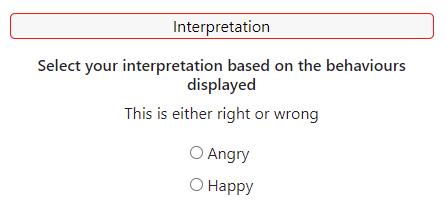 Interpretation
Select your interpretation based on the behaviours
displayed
This is either right or wrong
Angry
Happy